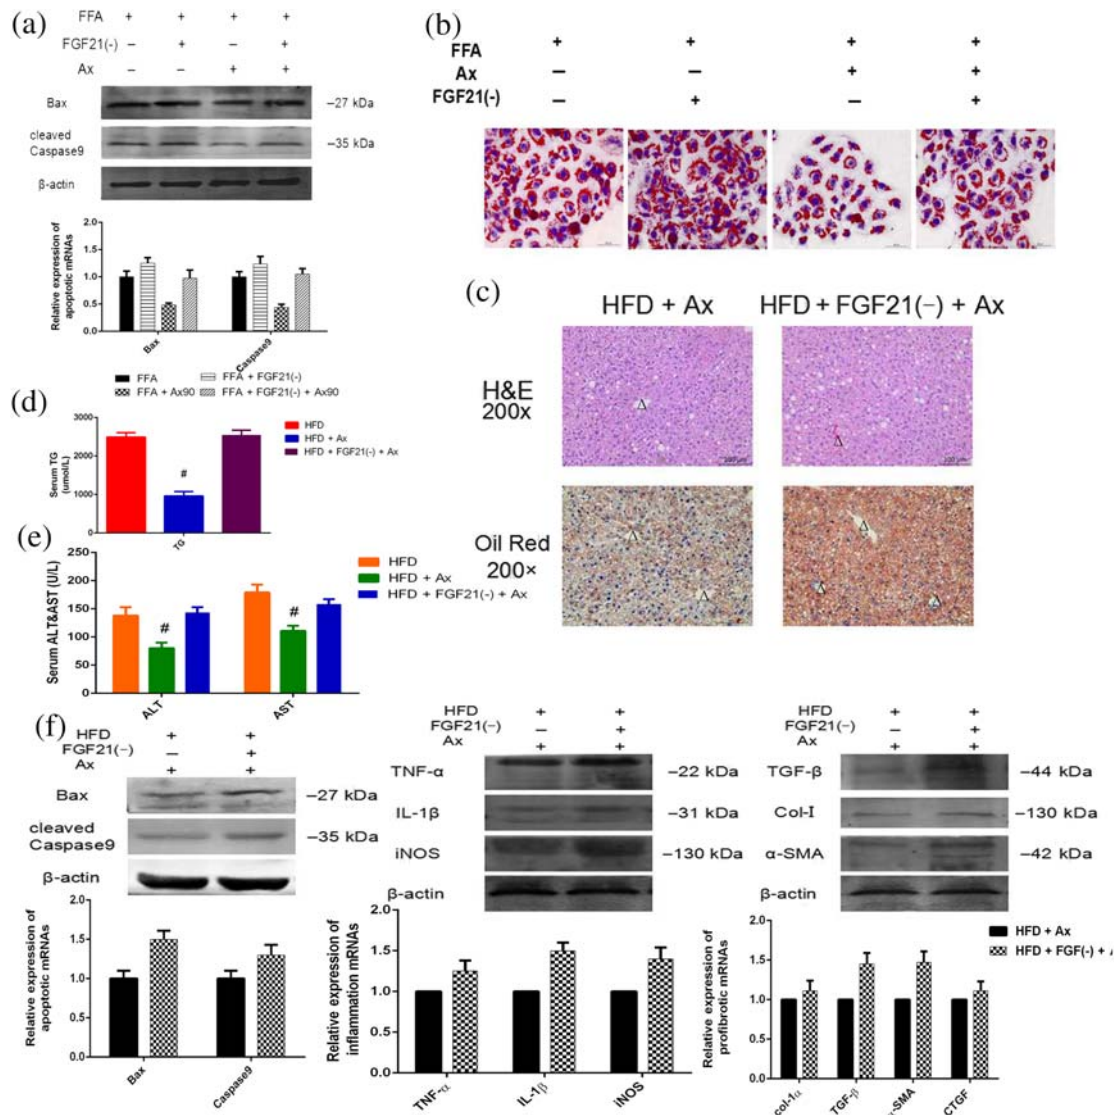 (a)
FFA + + + +
FGF21(-) – + – +
Ax – – + +
Bax –27 kDa
cleaved
Caspase9 –35 kDa
β-actin
Relative expression of
apoptotic mRNAs
2.0
1.5
1.0
0.5
0.0
Bax
Caspase9
FFA
FFA + FGF21(-)
FFA + Ax90
FFA + FGF21(-) + Ax90
(b)
FFA + + + +
Ax — — + +
FGF21(-) — + — +
(c)
HFD + Ax
HFD + FGF21(−) + Ax
H&E
200x
Δ
Δ
Oil Red
200×
Δ
Δ
Δ
Δ
Δ
(d)
Serum TG
(umol/L)
3000
2000
1000
0
#
TG
HFD
HFD + Ax
HFD + FGF21(-) + Ax
(e)
Serum ALT&AST (U/L)
250
200
150
100
50
0
#
#
ALT
AST
HFD
HFD + Ax
HFD + FGF21(-) + Ax
(f)
HFD + +
FGF21(−) – +
Ax + +
Bax –27 kDa
cleaved
Caspase9 –35 kDa
β-actin
Relative expression of
apoptotic mRNAs
2.0
1.5
1.0
0.5
0.0
Bax
Caspase9
HFD + +
FGF21(−) – +
Ax + +
TNF-α –22 kDa
IL-1β –31 kDa
iNOS –130 kDa
β-actin
Relative expression of
inflammation mRNAs
2.0
1.5
1.0
0.5
0.0
TNF-α
IL-1β
iNOS
HFD + +
FGF21(−) – +
Ax + +
TGF-β –44 kDa
Col-I –130 kDa
α-SMA –42 kDa
β-actin
Relative expression of
profibrotic mRNAs
2.0
1.5
1.0
0.5
0.0
col-1α
TGF-β
α-SMA
CTGF
HFD + Ax
HFD + FGF(-) +